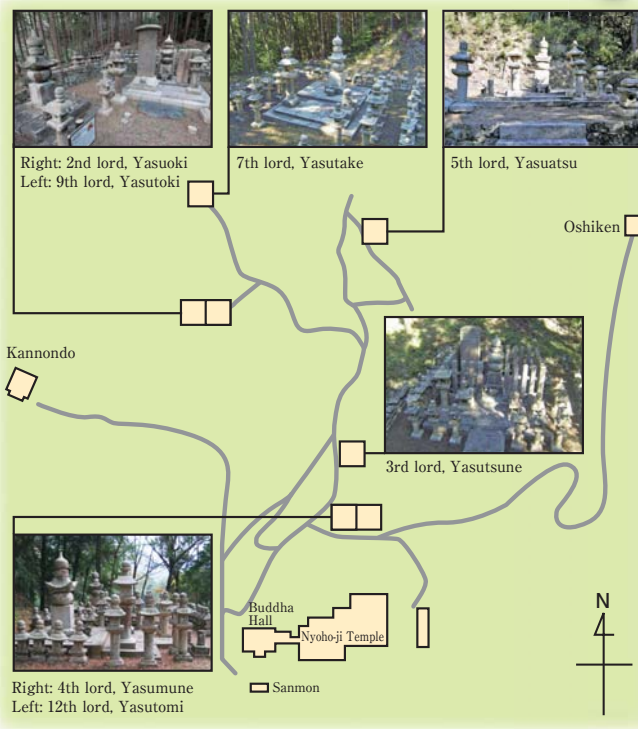 Right: 2nd lord, Yasuoki
Left: 9th lord, Yasutoki
7th lord, Yasutake
5th lord, Yasuatsu
Oshiken
Kannondo
3rd lord, Yasutsune
Buddha
Hall
Nyoho-ji Temple
Sanmon
N
Right: 4th lord, Yasumune
Left: 12th lord, Yasutomi